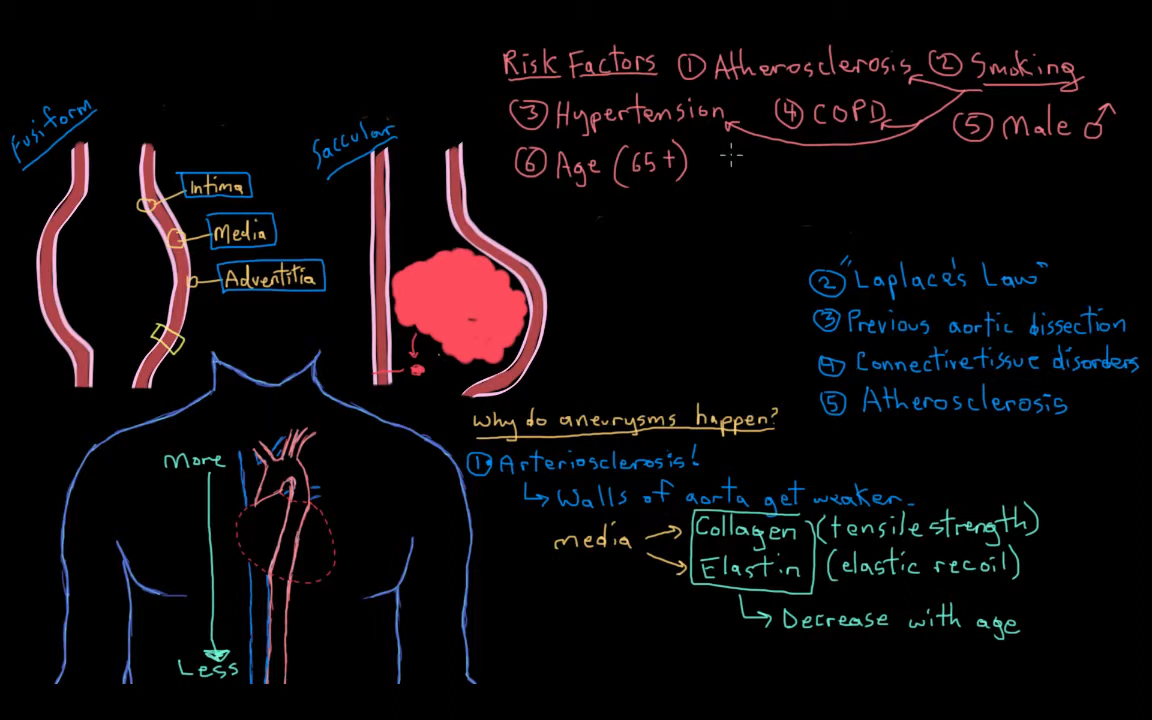 Risk Factors ① Atherosclerosis ② Smoking
③ Hypertension ④ COPD ⑤ Male ♂
⑥ Age (65+)
Fusiform
Saccular
Intima
Media
Adventitia
② "Laplace's Law"
③ Previous aortic dissection
④ Connective tissue disorders
⑤ Atherosclerosis
Why do aneurysms happen?
① Arteriosclerosis!
↳ Walls of aorta get weaker.
media → Collagen (tensile strength)
→ Elastin (elastic recoil)
↳ Decrease with age
More
Less